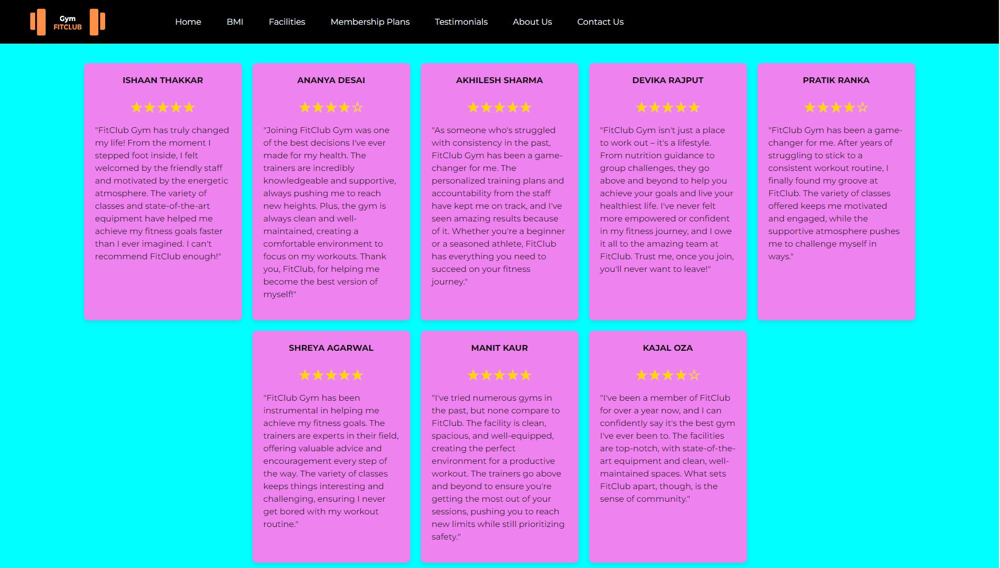 Gym
FITCLUB
Home
BMI
Facilities
Membership Plans
Testimonials
About Us
Contact Us
ISHAAN THAKKAR
★★★★★
"FitClub Gym has truly changed
my life! From the moment I
stepped foot inside, I felt
welcomed by the friendly staff
and motivated by the energetic
atmosphere. The variety of
classes and state-of-the-art
equipment have helped me
achieve my fitness goals faster
than I ever imagined. I can't
recommend FitClub enough!"
ANANYA DESAI
★★★★☆
"Joining FitClub Gym was one
of the best decisions I've ever
made for my health. The
trainers are incredibly
knowledgeable and supportive,
always pushing me to reach
new heights. Plus, the gym is
always clean and well-
maintained, creating a
comfortable environment to
focus on my workouts. Thank
you, FitClub, for helping me
become the best version of
myself!"
AKHILESH SHARMA
★★★★★
"As someone who's struggled
with consistency in the past,
FitClub Gym has been a game-
changer for me. The
personalized training plans and
accountability from the staff
have kept me on track, and I've
seen amazing results because
of it. Whether you're a beginner
or a seasoned athlete, FitClub
has everything you need to
succeed on your fitness
journey."
DEVIKA RAJPUT
★★★★★
"FitClub Gym isn't just a place
to work out – it's a lifestyle.
From nutrition guidance to
group challenges, they go
above and beyond to help you
achieve your goals and live your
healthiest life. I've never felt
more empowered or confident
in my fitness journey, and I owe
it all to the amazing team at
FitClub. Trust me, once you join,
you'll never want to leave!"
PRATIK RANKA
★★★★☆
"FitClub Gym has been a game-
changer for me. After years of
struggling to stick to a
consistent workout routine, I
finally found my groove at
FitClub. The variety of classes
offered keeps me motivated
and engaged, while the
supportive atmosphere pushes
me to challenge myself in
ways."
SHREYA AGARWAL
★★★★★
"FitClub Gym has been
instrumental in helping me
achieve my fitness goals. The
trainers are experts in their field,
offering valuable advice and
encouragement every step of
the way. The variety of classes
keeps things interesting and
challenging, ensuring I never
get bored with my workout
routine."
MANIT KAUR
★★★★★
"I've tried numerous gyms in
the past, but none compare to
FitClub. The facility is clean,
spacious, and well-equipped,
creating the perfect
environment for a productive
workout. The trainers go above
and beyond to ensure you're
getting the most out of your
sessions, pushing you to reach
new limits while still prioritizing
safety."
KAJAL OZA
★★★★☆
"I've been a member of FitClub
for over a year now, and I can
confidently say it's the best gym
I've ever been to. The facilities
are top-notch, with state-of-the-
art equipment and clean, well-
maintained spaces. What sets
FitClub apart, though, is the
sense of community."